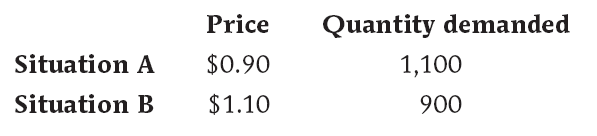 Price Quantity demanded
Situation A $0.90 1,100
Situation B $1.10 900